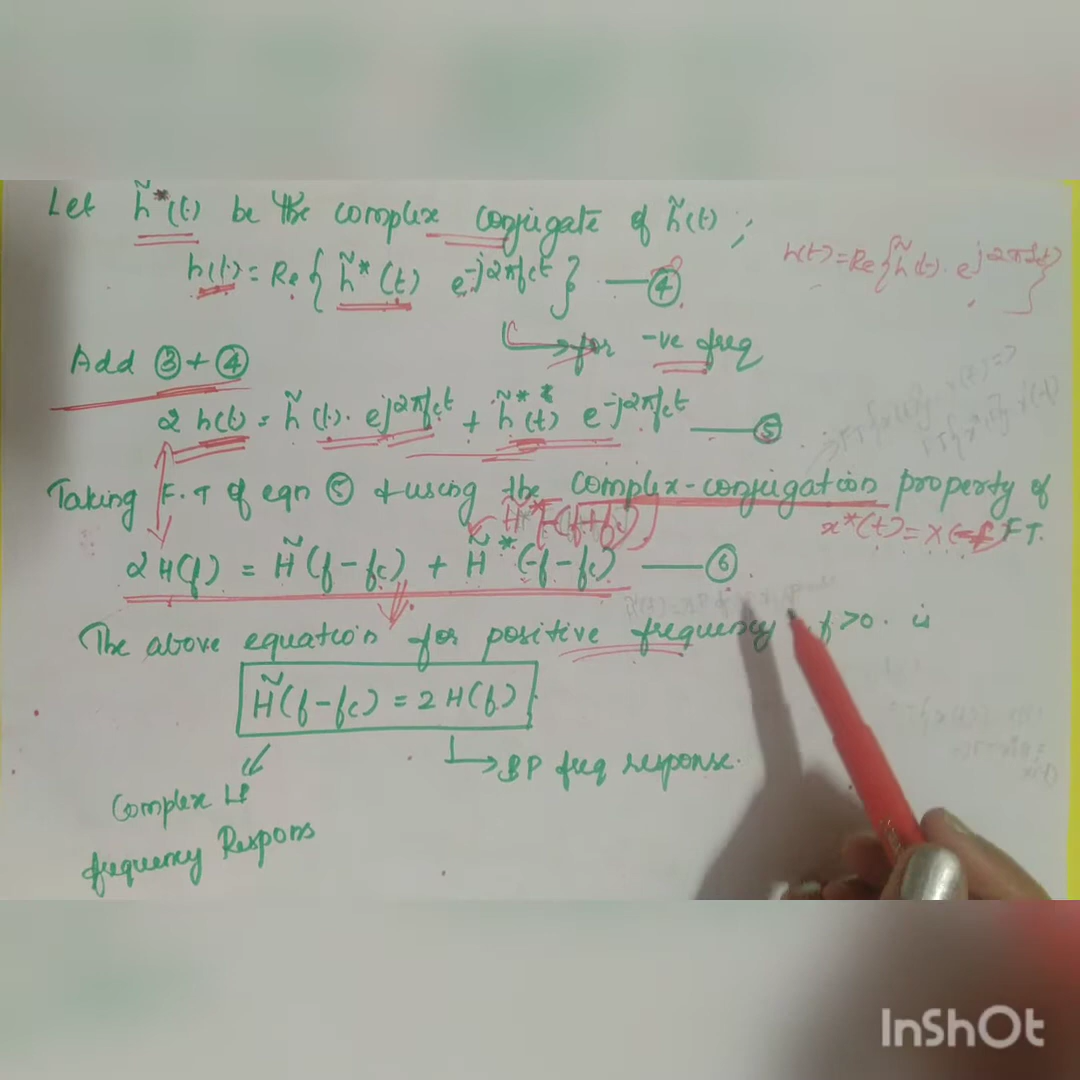 Let h̃*(t) be the complex conjugate of h̃(t) ;
h(t) = Re { h̃*(t) e^-j2πfct } — ④
h(t) = Re { h̃(t) . e^j2πfct }
for -ve freq
Add ③ + ④
2 h(t) = h̃(t) . e^j2πfct + h̃*(t) e^-j2πfct — ⑤
Taking F.T of eqn ⑤ & using the complex-conjugation property of
H̃*(-(f+fc)) x*(t) = X(-f) FT.
2H(f) = H̃(f-fc) + H̃*(-f-fc) — ⑥
The above equation for positive frequency , f>0. is
H̃(f-fc) = 2 H(f)
BP freq response.
Complex LP
frequency Respons
InShOt